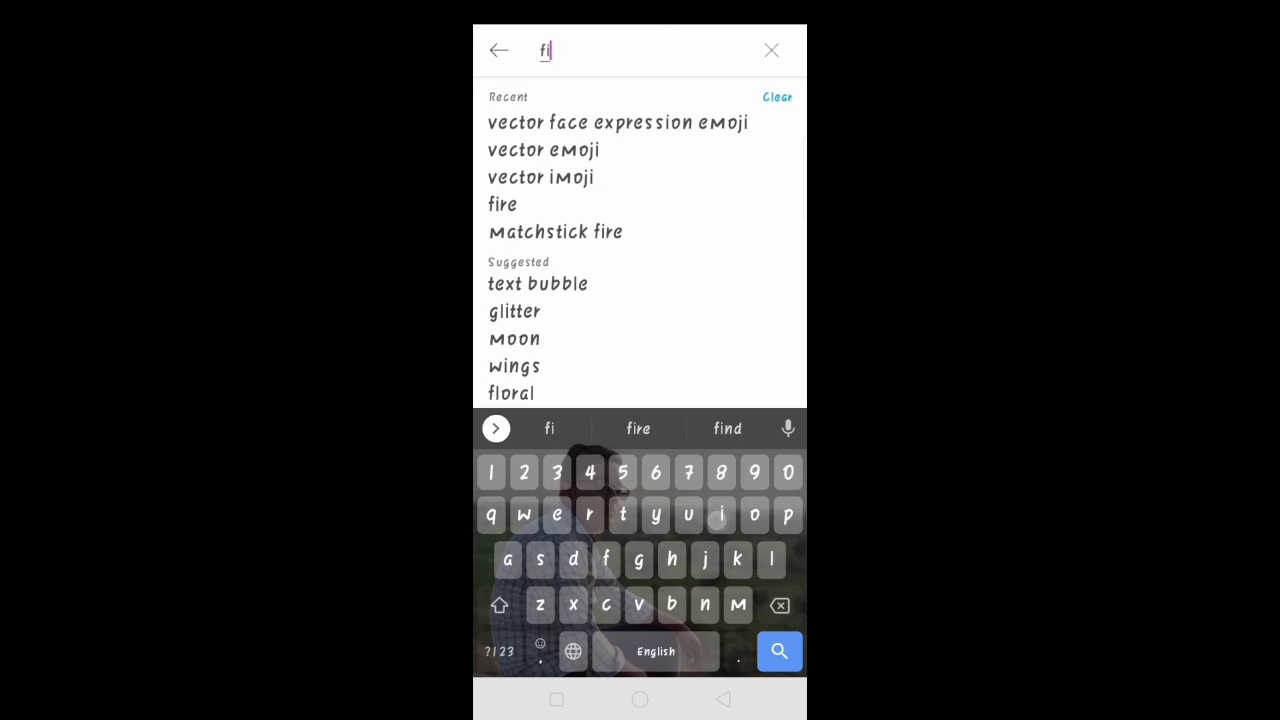 fi
Recent Clear
vector face expression emoji
vector emoji
vector imoji
fire
matchstick fire
Suggested
text bubble
glitter
moon
wings
floral
fi fire find
1 2 3 4 5 6 7 8 9 0
q w e r t y u i o p
a s d f g h j k l
z x c v b n m
?123 , English .